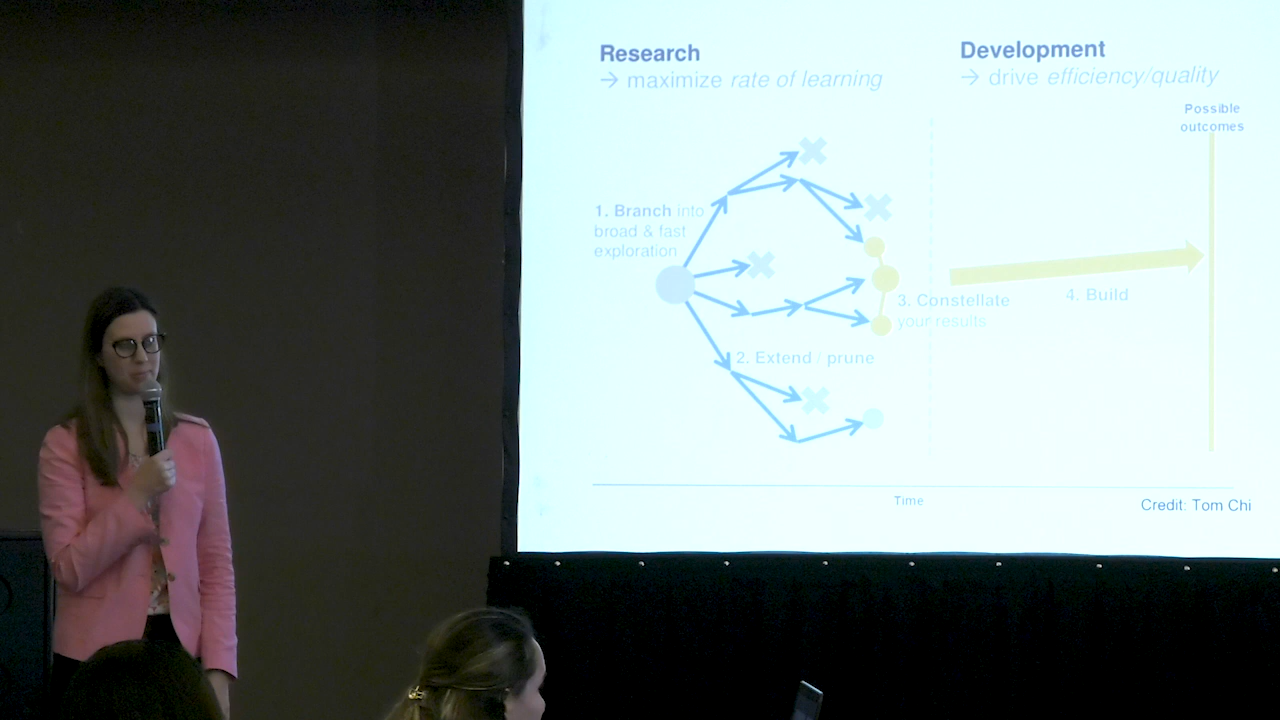 Research
→ maximize rate of learning
Development
→ drive efficiency/quality
Possible
outcomes
1. Branch into
broad & fast
exploration
3. Constellate
your results
4. Build
2. Extend / prune
Time
Credit: Tom Chi